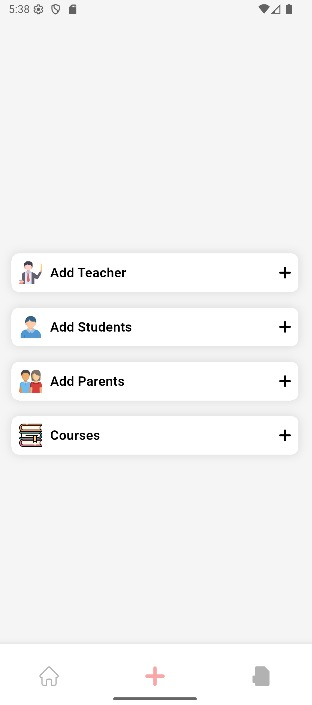 5:38
Add Teacher
Add Students
Add Parents
Courses